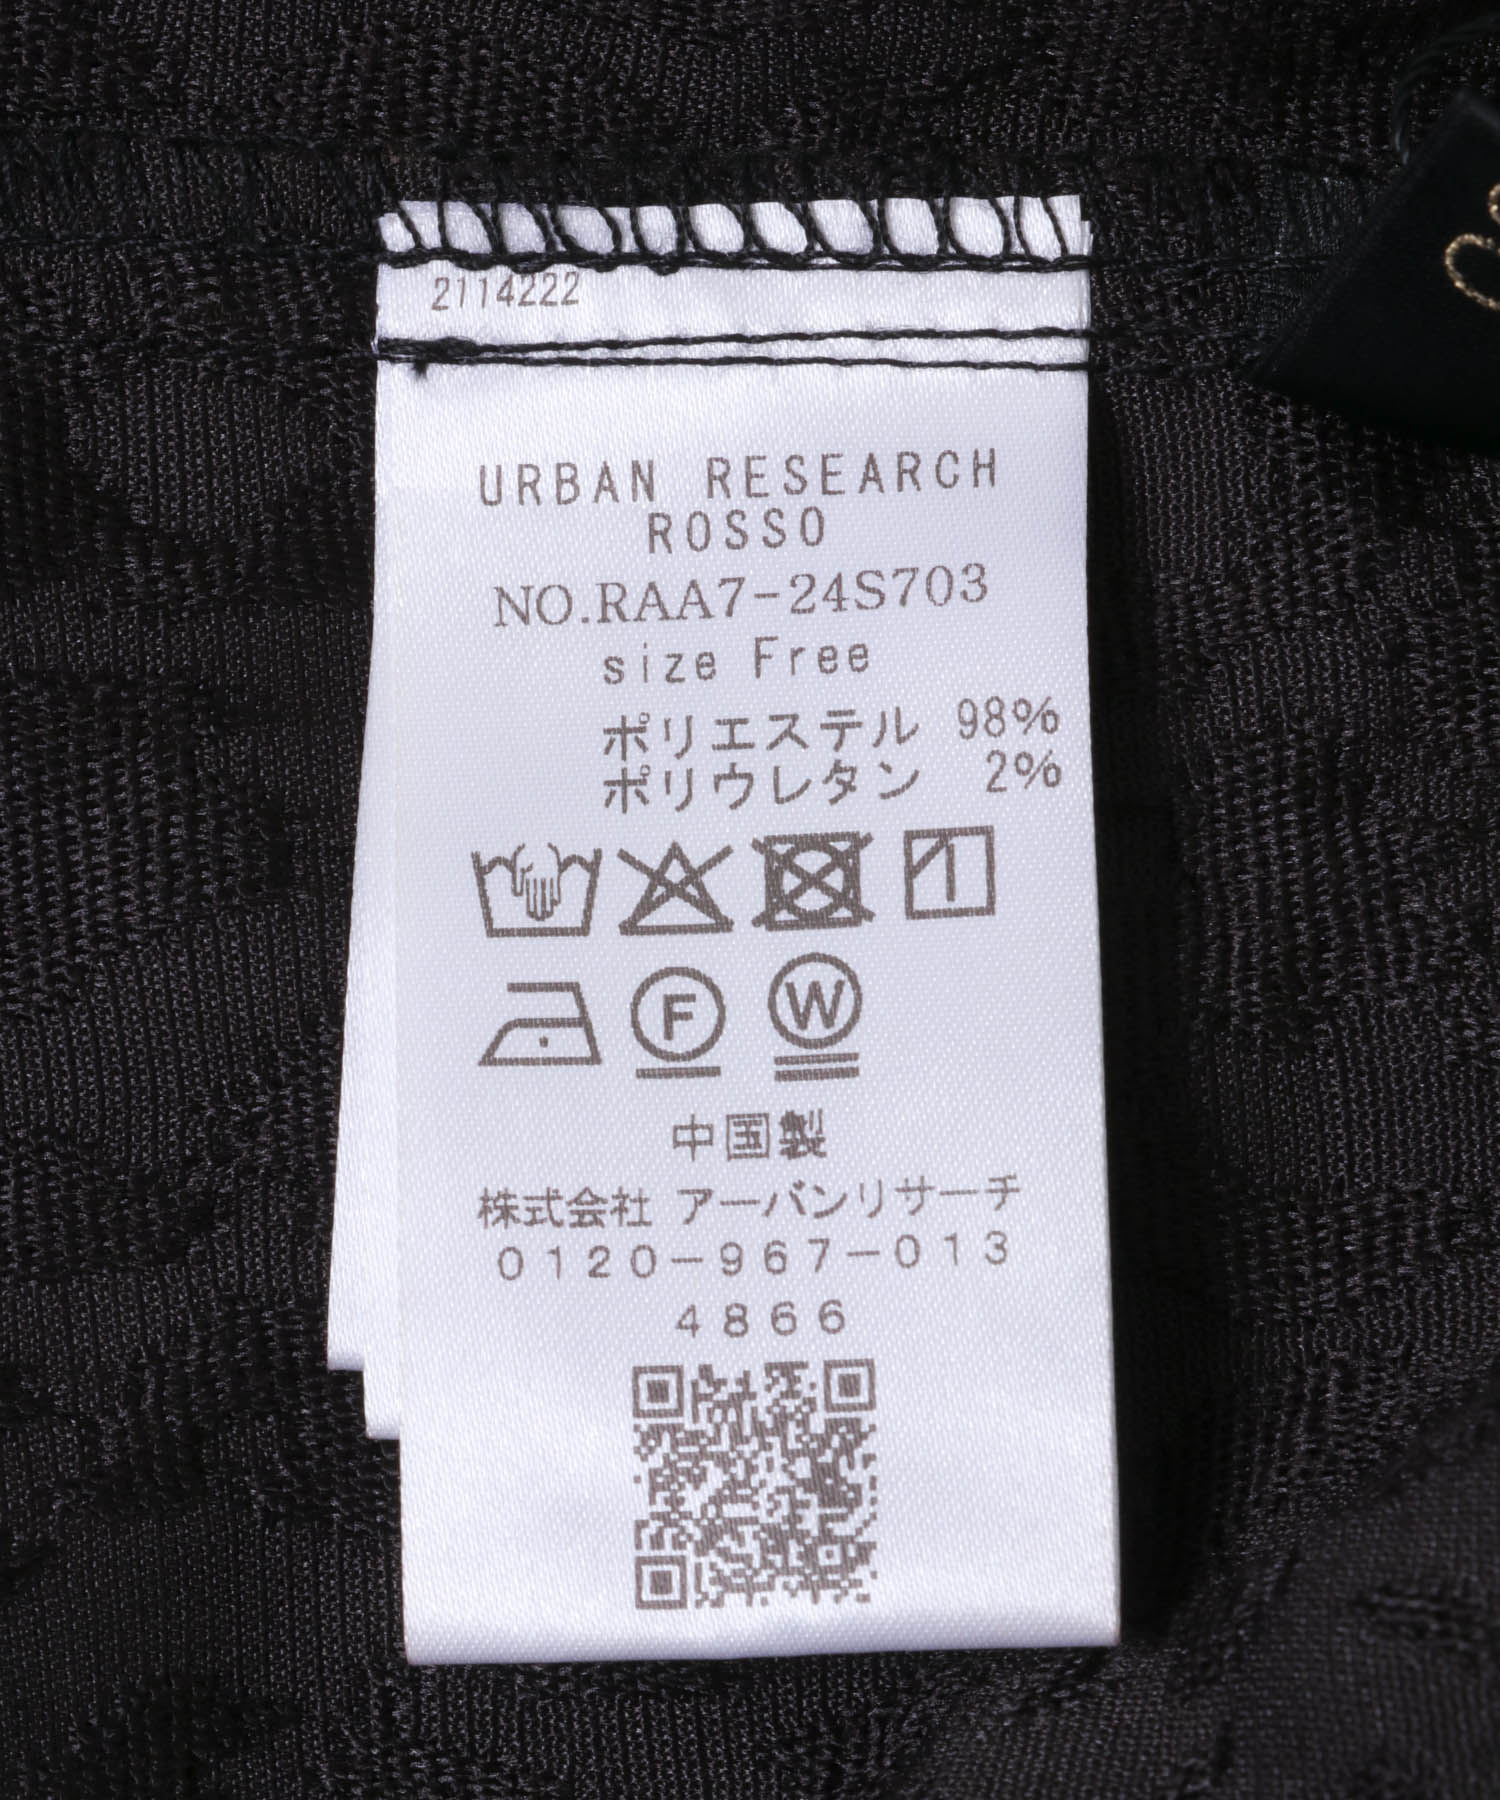 2114222
URBAN RESEARCH
ROSSO
NO.RAA7-24S703
size Free
ポリエステル 98%
ポリウレタン 2%
F W
中国製
株式会社 アーバンリサーチ
0120-967-013
4866